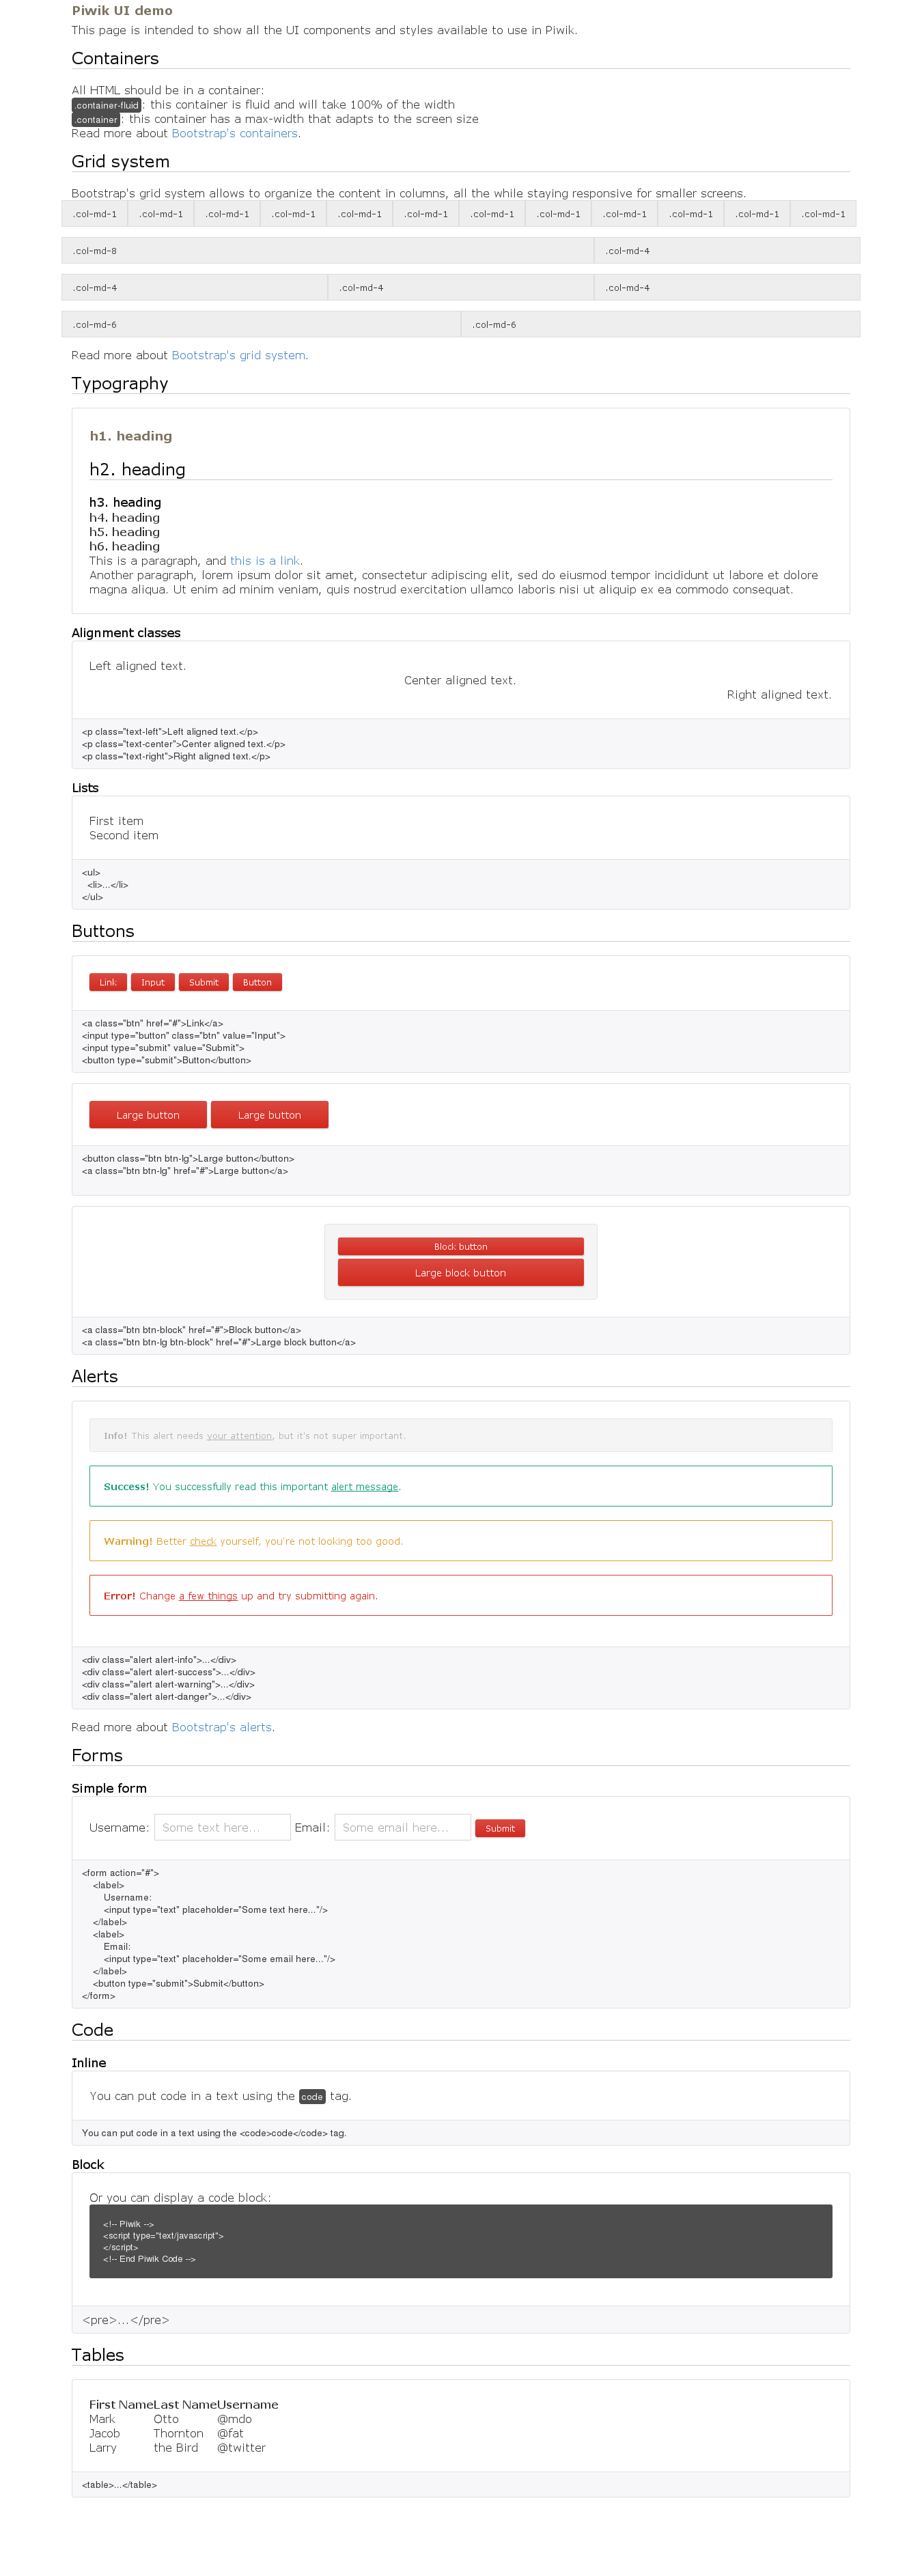 Piwik UI demo
This page is intended to show all the UI components and styles available to use in Piwik.
Containers
All HTML should be in a container:
.container-fluid: this container is fluid and will take 100% of the width
.container: this container has a max-width that adapts to the screen size
Read more about Bootstrap's containers.
Grid system
Bootstrap's grid system allows to organize the content in columns, all the while staying responsive for smaller screens.
.col-md-1 .col-md-1 .col-md-1 .col-md-1 .col-md-1 .col-md-1 .col-md-1 .col-md-1 .col-md-1 .col-md-1 .col-md-1 .col-md-1
.col-md-8 .col-md-4
.col-md-4 .col-md-4 .col-md-4
.col-md-6 .col-md-6
Read more about Bootstrap's grid system.
Typography
h1. heading
h2. heading
h3. heading
h4. heading
h5. heading
h6. heading
This is a paragraph, and this is a link.
Another paragraph, lorem ipsum dolor sit amet, consectetur adipiscing elit, sed do eiusmod tempor incididunt ut labore et dolore
magna aliqua. Ut enim ad minim veniam, quis nostrud exercitation ullamco laboris nisi ut aliquip ex ea commodo consequat.
Alignment classes
Left aligned text.
Center aligned text.
Right aligned text.
<p class="text-left">Left aligned text.</p>
<p class="text-center">Center aligned text.</p>
<p class="text-right">Right aligned text.</p>
Lists
First item
Second item
<ul>
  <li>...</li>
</ul>
Buttons
Link Input Submit Button
<a class="btn" href="#">Link</a>
<input type="button" class="btn" value="Input">
<input type="submit" value="Submit">
<button type="submit">Button</button>
Large button Large button
<button class="btn btn-lg">Large button</button>
<a class="btn btn-lg" href="#">Large button</a>
Block button
Large block button
<a class="btn btn-block" href="#">Block button</a>
<a class="btn btn-lg btn-block" href="#">Large block button</a>
Alerts
Info! This alert needs your attention, but it's not super important.
Success! You successfully read this important alert message.
Warning! Better check yourself, you're not looking too good.
Error! Change a few things up and try submitting again.
<div class="alert alert-info">...</div>
<div class="alert alert-success">...</div>
<div class="alert alert-warning">...</div>
<div class="alert alert-danger">...</div>
Read more about Bootstrap's alerts.
Forms
Simple form
Username: Some text here... Email: Some email here... Submit
<form action="#">
    <label>
        Username:
        <input type="text" placeholder="Some text here..."/>
    </label>
    <label>
        Email:
        <input type="text" placeholder="Some email here..."/>
    </label>
    <button type="submit">Submit</button>
</form>
Code
Inline
You can put code in a text using the code tag.
You can put code in a text using the <code>code</code> tag.
Block
Or you can display a code block:
<!-- Piwik -->
<script type="text/javascript">
</script>
<!-- End Piwik Code -->
<pre>...</pre>
Tables
First Name Last Name Username
Mark Otto @mdo
Jacob Thornton @fat
Larry the Bird @twitter
<table>...</table>